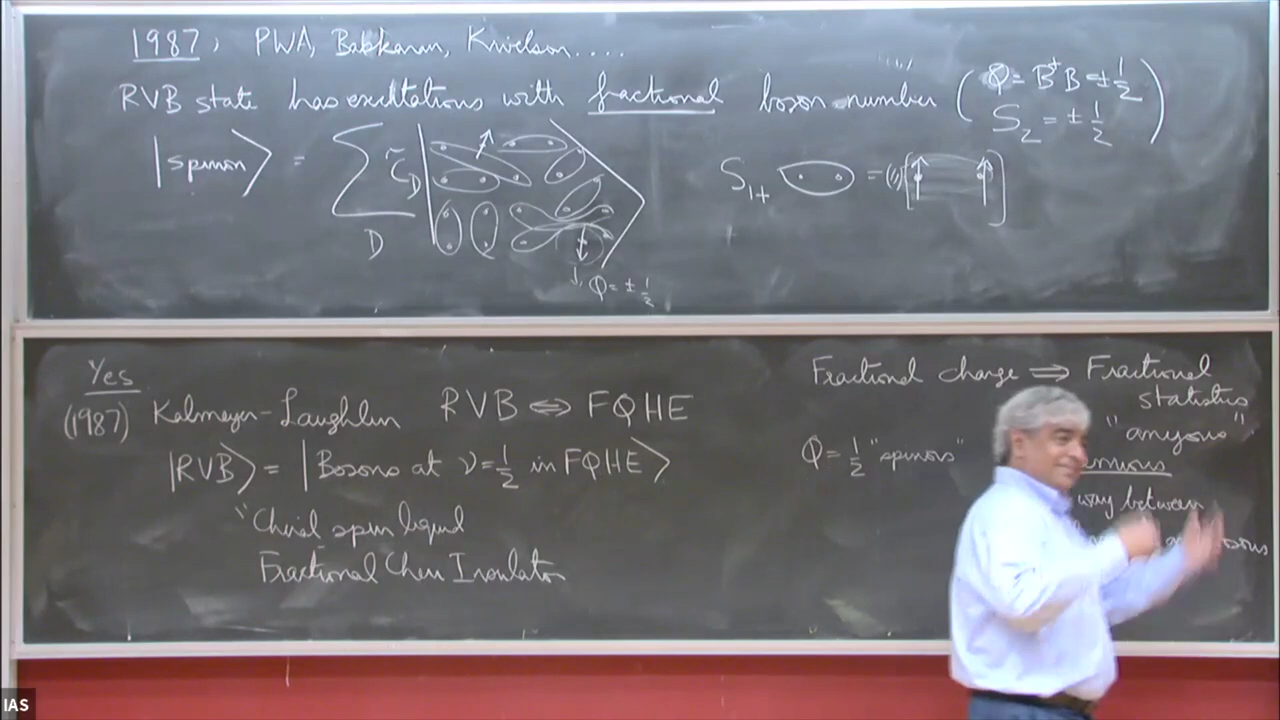 1987, PWA, Baskaran, Kivelson....
RVB state has excitations with fractional boson number (Q = B†B = ± 1/2
S_z = ± 1/2)
|spinon⟩ = Σ_D C̃_D
S_1+ =
↓, Q = ± 1/2
Yes
(1987) Kalmeyer-Laughlin RVB ⇔ FQHE
|RVB⟩ = |Bosons at ν = 1/2 in FQHE⟩
"Chiral spin liquid
Fractional Chern Insulator
Fractional charge ⟹ Fractional
statistics
"anyons"
Q = 1/2 "spinons"
way between
IAS